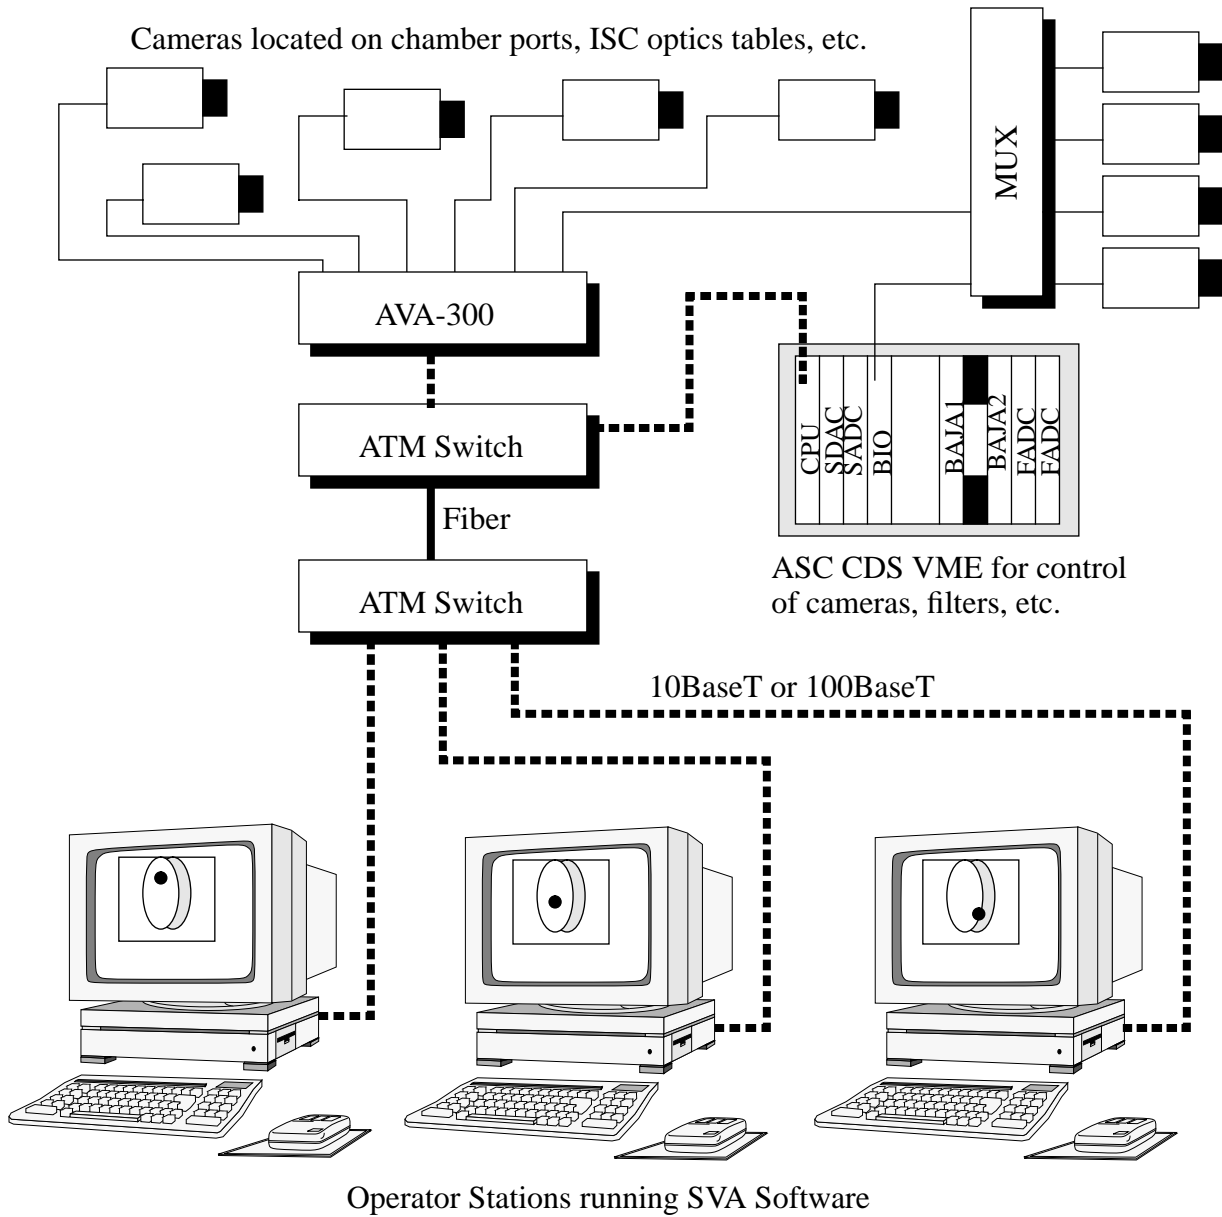 Cameras located on chamber ports, ISC optics tables, etc.
MUX
AVA-300
ATM Switch
Fiber
ATM Switch
CPU
SDAC
SADC
BIO
BAJA1
BAJA2
FADC
FADC
ASC CDS VME for control
of cameras, filters, etc.
10BaseT or 100BaseT
Operator Stations running SVA Software